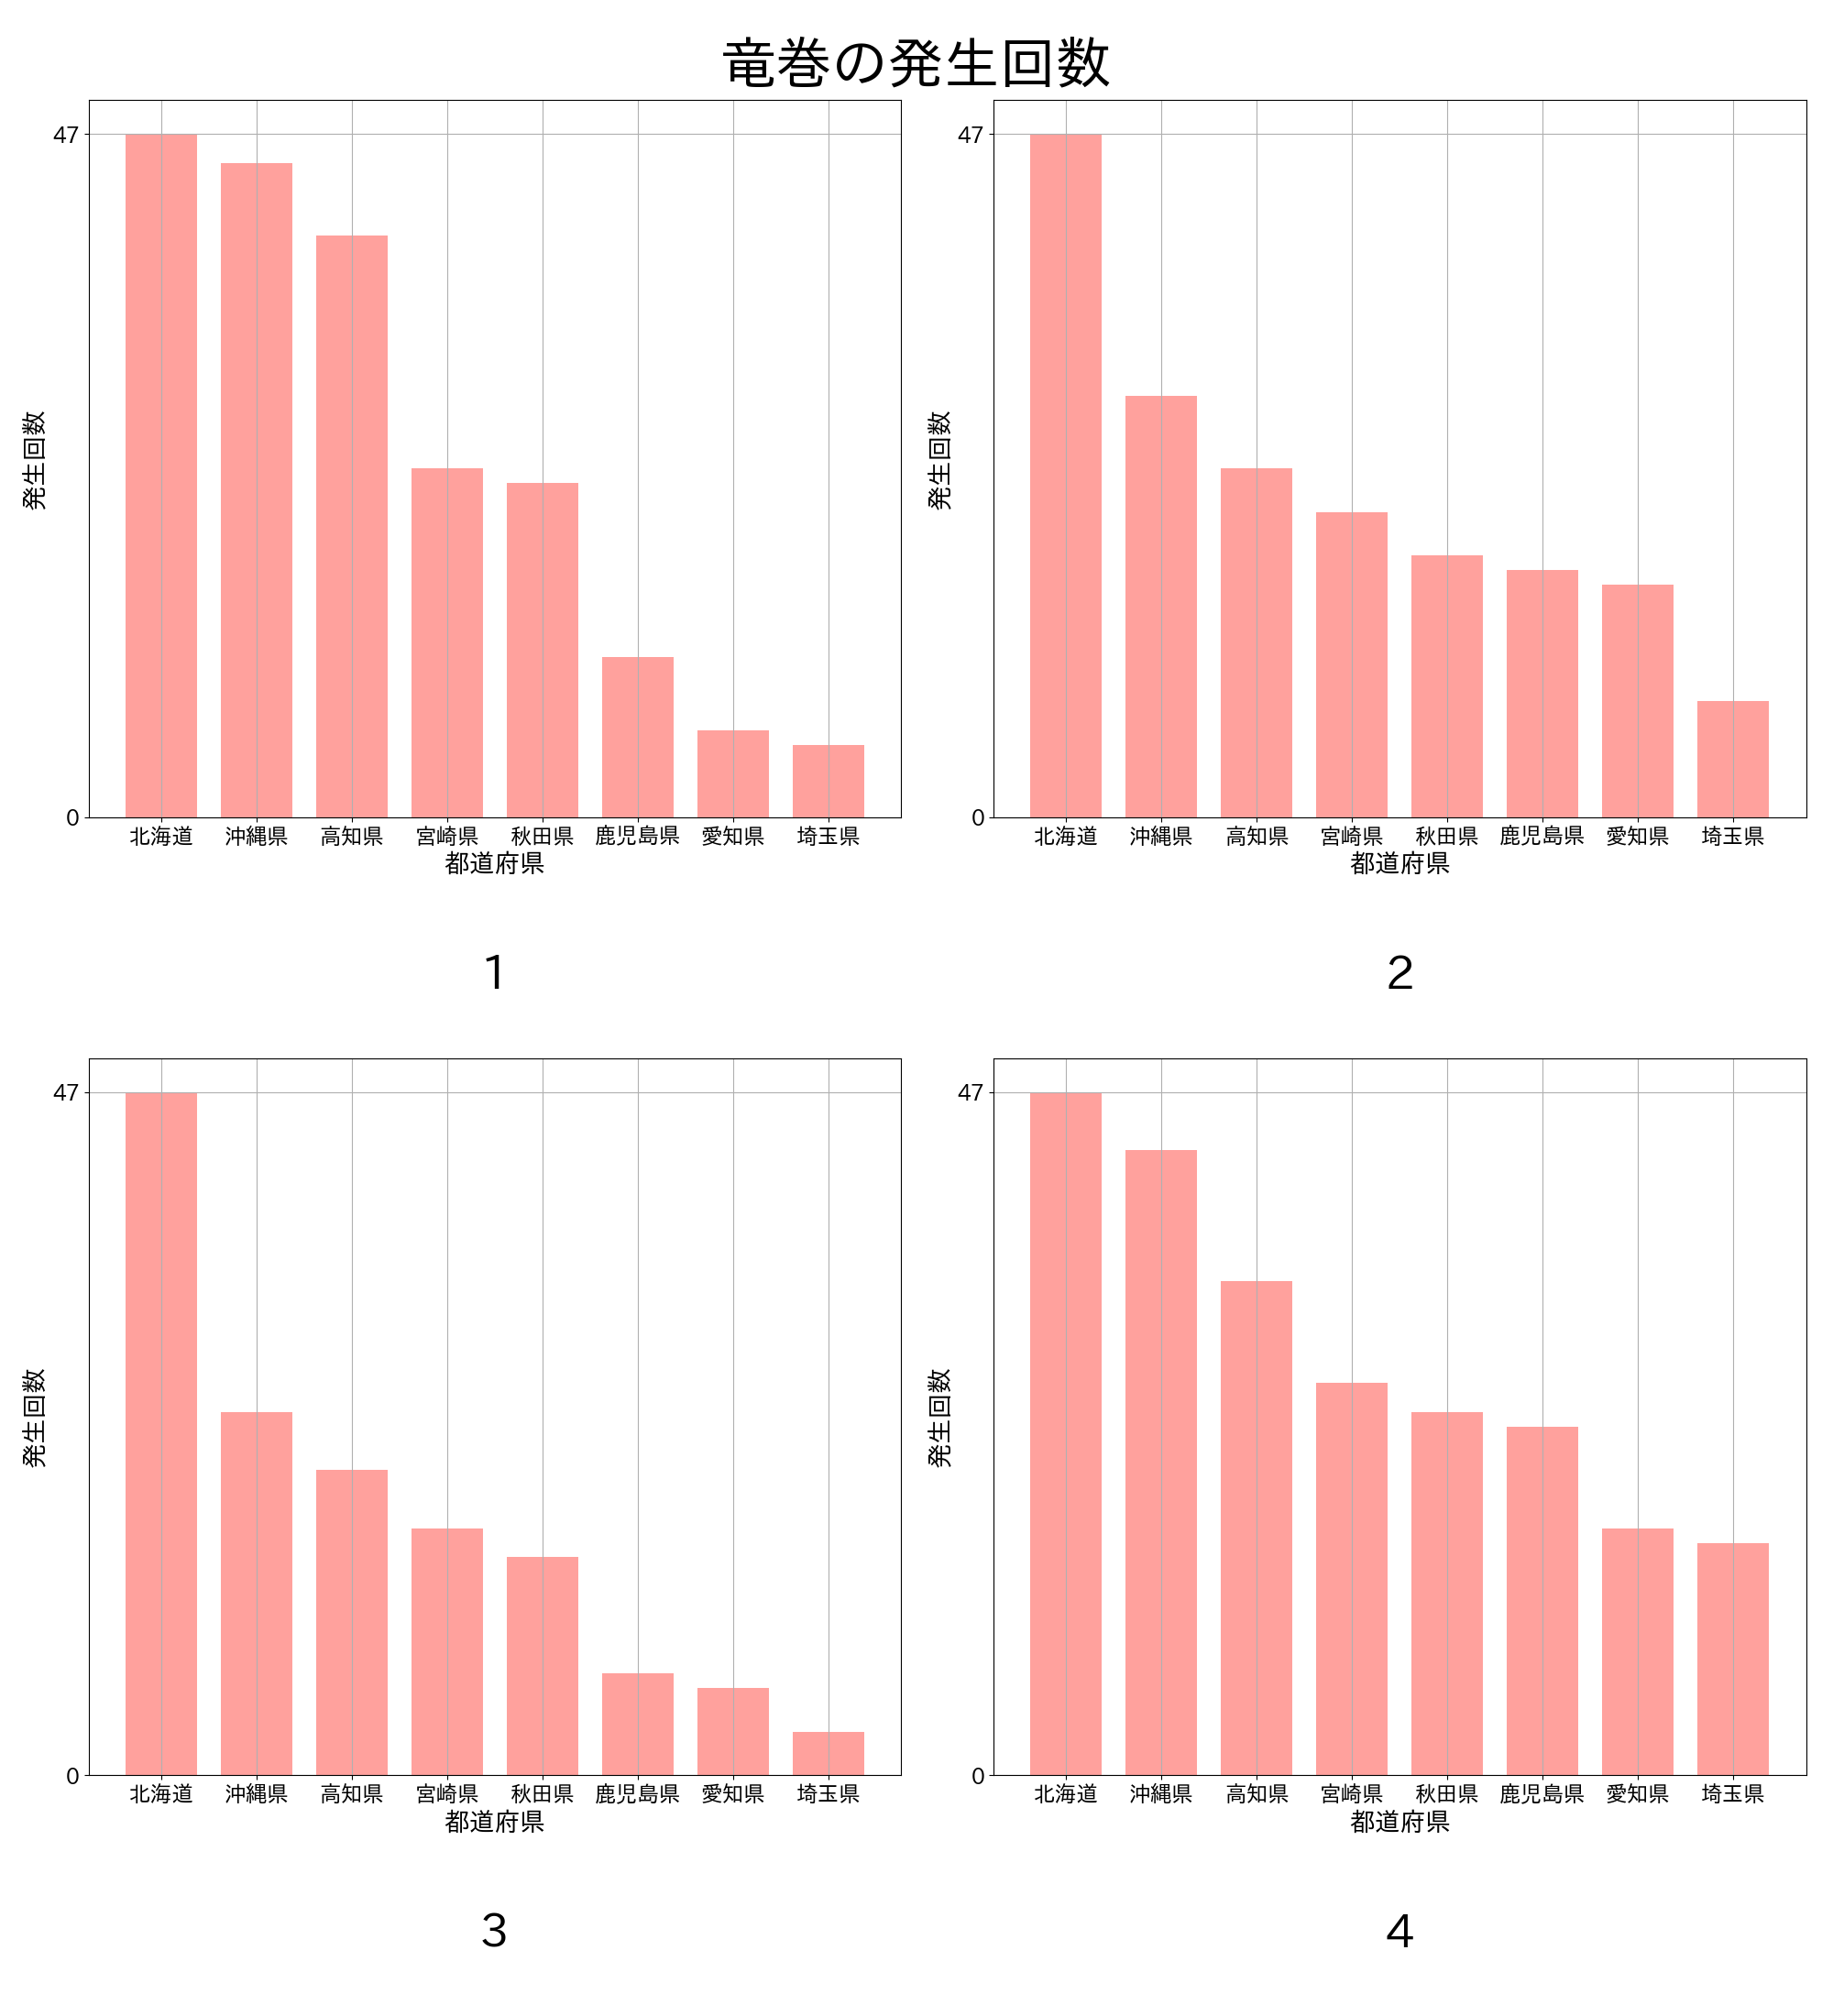 竜巻の発生回数
47
0
発生回数
北海道 沖縄県 高知県 宮崎県 秋田県 鹿児島県 愛知県 埼玉県
都道府県
1
47
0
発生回数
北海道 沖縄県 高知県 宮崎県 秋田県 鹿児島県 愛知県 埼玉県
都道府県
2
47
0
発生回数
北海道 沖縄県 高知県 宮崎県 秋田県 鹿児島県 愛知県 埼玉県
都道府県
3
47
0
発生回数
北海道 沖縄県 高知県 宮崎県 秋田県 鹿児島県 愛知県 埼玉県
都道府県
4